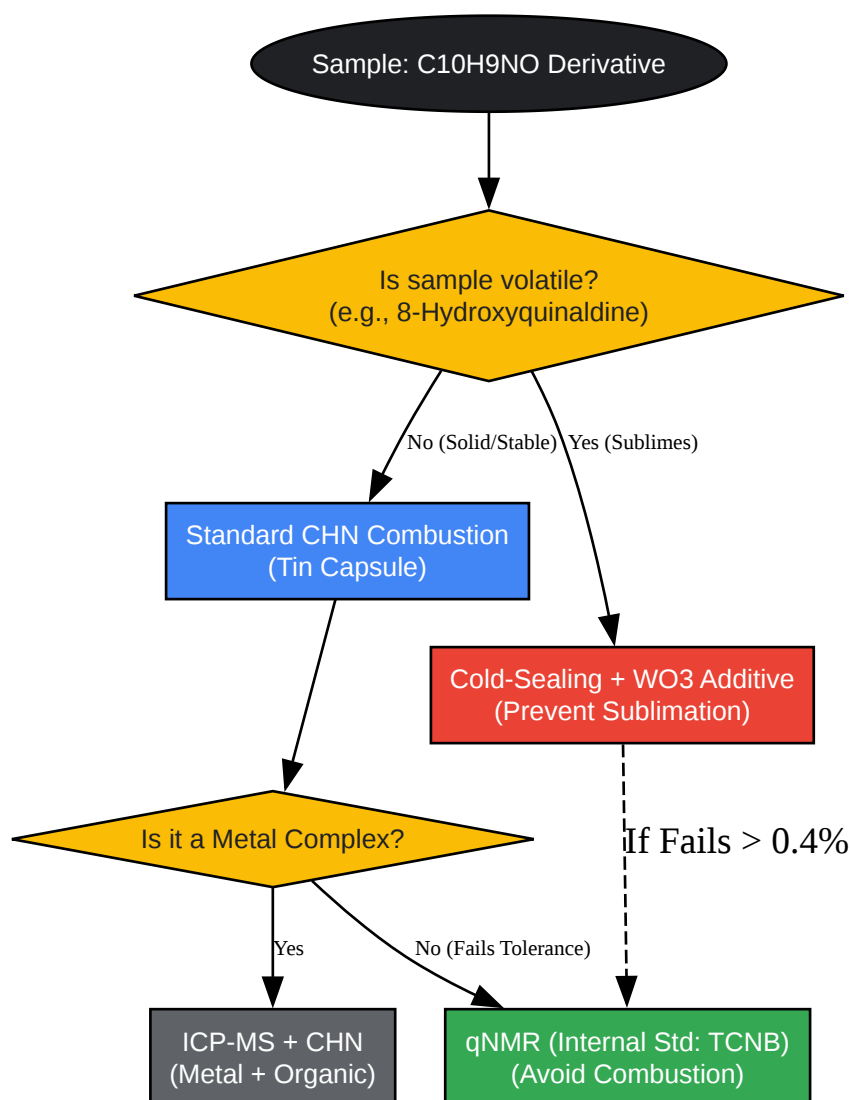 Sample: C10H9NO Derivative
Is sample volatile?
(e.g., 8-Hydroxyquinaldine)
No (Solid/Stable)
Yes (Sublimes)
Standard CHN Combustion
(Tin Capsule)
Cold-Sealing + WO3 Additive
(Prevent Sublimation)
Is it a Metal Complex?
If Fails > 0.4%
Yes
No (Fails Tolerance)
ICP-MS + CHN
(Metal + Organic)
qNMR (Internal Std: TCNB)
(Avoid Combustion)